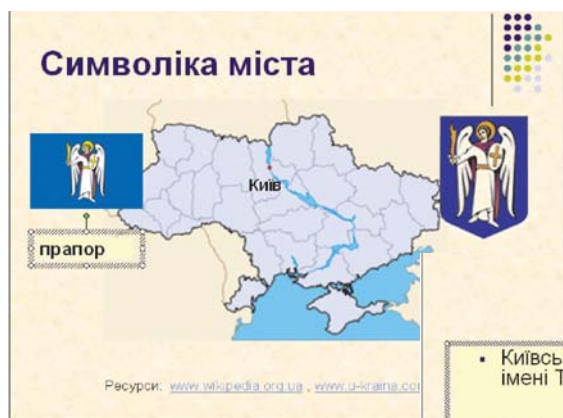 Символіка міста
Київ
прапор
Ресурси: www.wikipedia.org.ua , www.u-kraina.co
▪ Київсь
імені Т